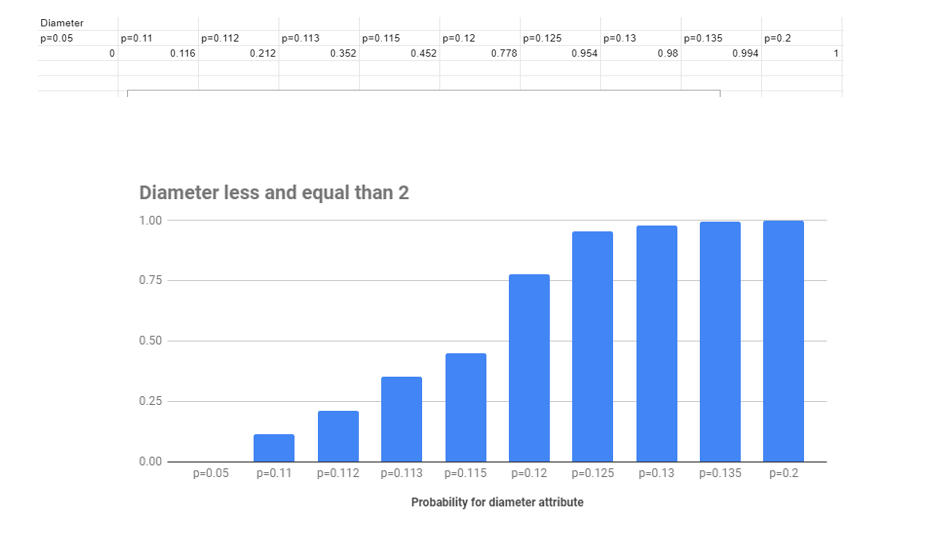 Diameter
p=0.05 p=0.11 p=0.112 p=0.113 p=0.115 p=0.12 p=0.125 p=0.13 p=0.135 p=0.2
0 0.116 0.212 0.352 0.452 0.778 0.954 0.98 0.994 1
Diameter less and equal than 2
1.00
0.75
0.50
0.25
0.00
p=0.05 p=0.11 p=0.112 p=0.113 p=0.115 p=0.12 p=0.125 p=0.13 p=0.135 p=0.2
Probability for diameter attribute